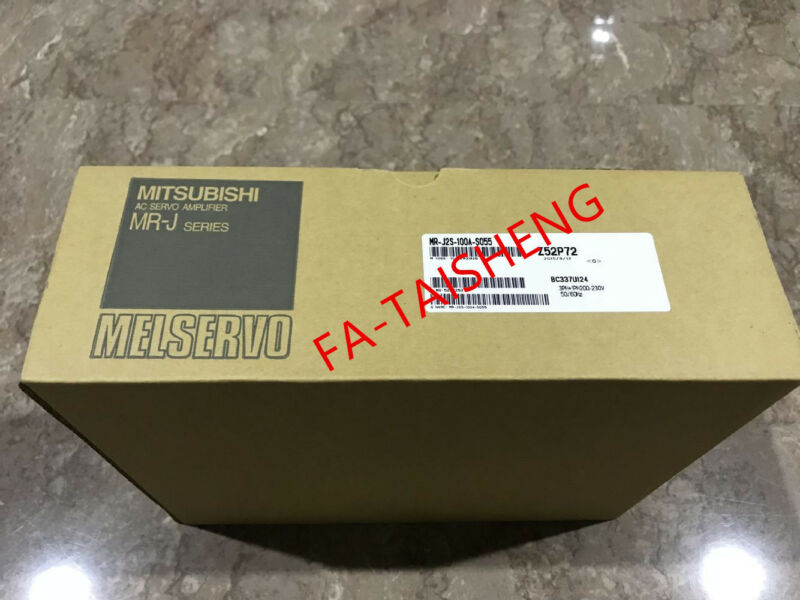 MITSUBISHI
AC SERVO AMPLIFIER
MR-J SERIES
MELSERVO
MR-J2S-100A-S055
Z52P72
BC337U124
50/60Hz
FA-TAISHENG